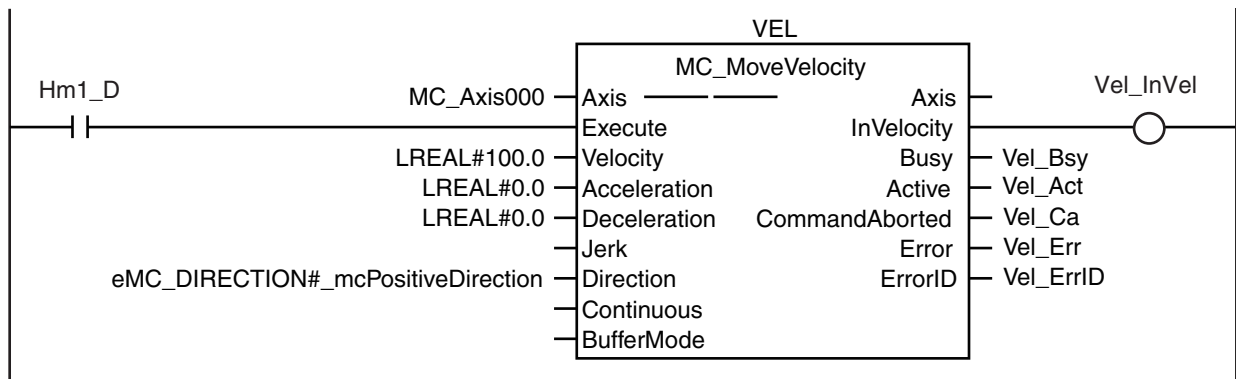 VEL
MC_MoveVelocity
Hm1_D
MC_Axis000 Axis Axis
Vel_InVel
Execute InVelocity
LREAL#100.0 Velocity Busy Vel_Bsy
LREAL#0.0 Acceleration Active Vel_Act
LREAL#0.0 Deceleration CommandAborted Vel_Ca
Jerk Error Vel_Err
eMC_DIRECTION#_mcPositiveDirection Direction ErrorID Vel_ErrID
Continuous
BufferMode